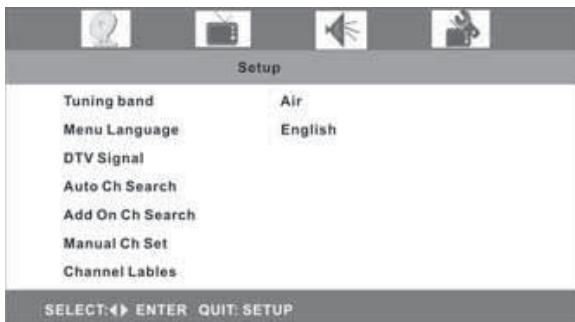 Setup
Tuning band Air
Menu Language English
DTV Signal
Auto Ch Search
Add On Ch Search
Manual Ch Set
Channel Lables
SELECT:◀▶ ENTER QUIT: SETUP